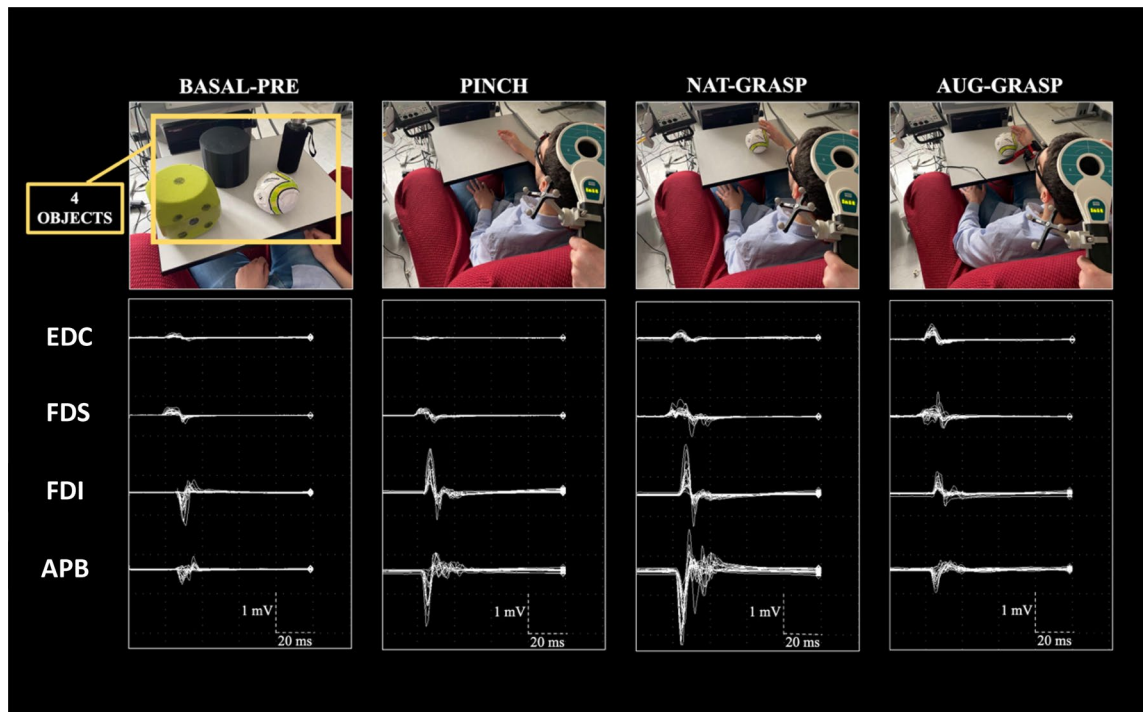 BASAL-PRE
PINCH
NAT-GRASP
AUG-GRASP
4
OBJECTS
EDC
FDS
FDI
APB
1 mV
20 ms
1 mV
20 ms
1 mV
20 ms
1 mV
20 ms